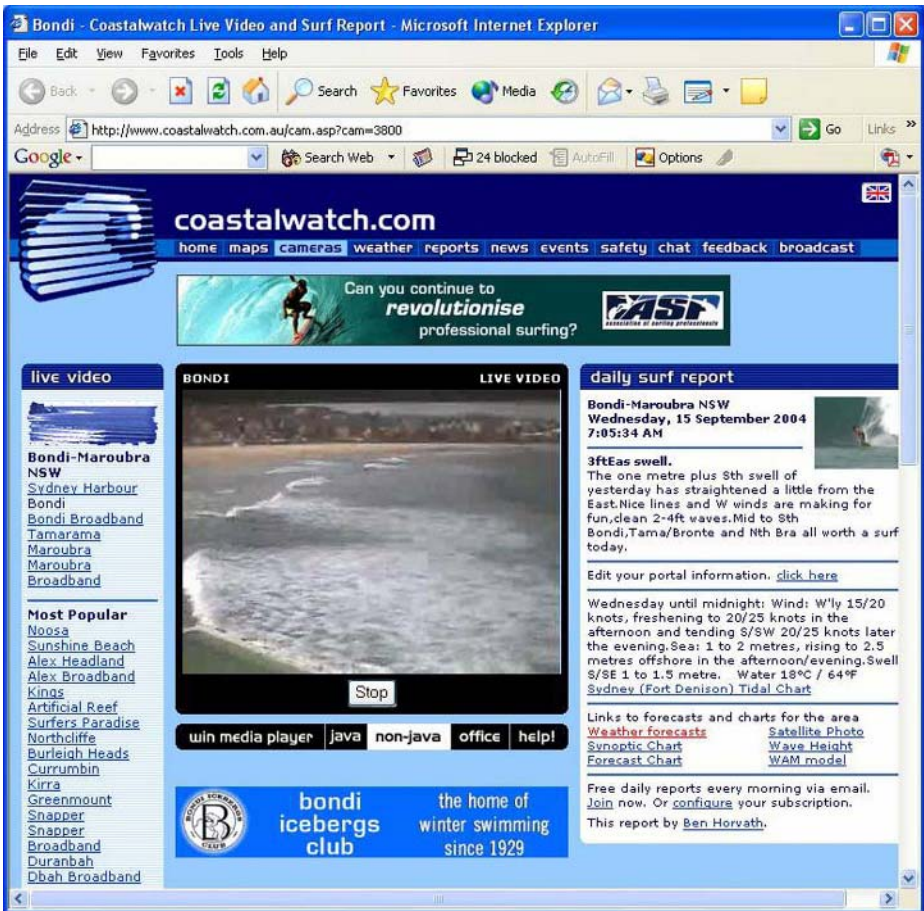 Bondi - Coastalwatch Live Video and Surf Report - Microsoft Internet Explorer
File Edit View Favorites Tools Help
Back Search Favorites Media
Address http://www.coastalwatch.com.au/cam.asp?cam=3800 Go Links »
Google Search Web 24 blocked AutoFill Options
coastalwatch.com
home maps cameras weather reports news events safety chat feedback broadcast
Can you continue to
revolutionise
professional surfing?
ASP
association of surfing professionals
live video
Bondi-Maroubra
NSW
Sydney Harbour
Bondi
Bondi Broadband
Tamarama
Maroubra
Maroubra
Broadband
Most Popular
Noosa
Sunshine Beach
Alex Headland
Alex Broadband
Kings
Artificial Reef
Surfers Paradise
Northcliffe
Burleigh Heads
Currumbin
Kirra
Greenmount
Snapper
Snapper
Broadband
Duranbah
Dbah Broadband
BONDI LIVE VIDEO
Stop
win media player java non-java office help!
BONDI ICEBERGS
CLUB
bondi
icebergs
club
the home of
winter swimming
since 1929
daily surf report
Bondi-Maroubra NSW
Wednesday, 15 September 2004
7:05:34 AM
3ftEas swell.
The one metre plus Sth swell of
yesterday has straightened a little from the
East.Nice lines and W winds are making for
fun,clean 2-4ft waves.Mid to Sth
Bondi,Tama/Bronte and Nth Bra all worth a surf
today.
Edit your portal information. click here
Wednesday until midnight: Wind: W'ly 15/20
knots, freshening to 20/25 knots in the
afternoon and tending S/SW 20/25 knots later
the evening.Sea: 1 to 2 metres, rising to 2.5
metres offshore in the afternoon/evening.Swell
S/SE 1 to 1.5 metre. Water 18ºC / 64ºF
Sydney (Fort Denison) Tidal Chart
Links to forecasts and charts for the area
Weather forecasts Satellite Photo
Synoptic Chart Wave Height
Forecast Chart WAM model
Free daily reports every morning via email.
Join now. Or configure your subscription.
This report by Ben Horvath.